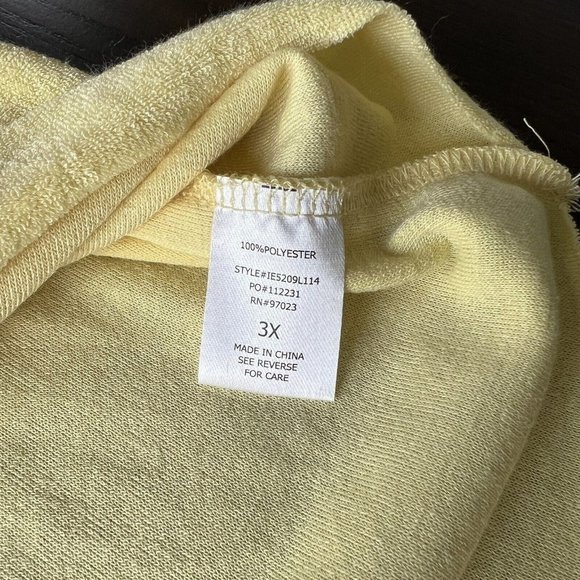 100%POLYESTER
STYLE#IE5209L114
PO#112231
RN#97023
3X
MADE IN CHINA
SEE REVERSE
FOR CARE